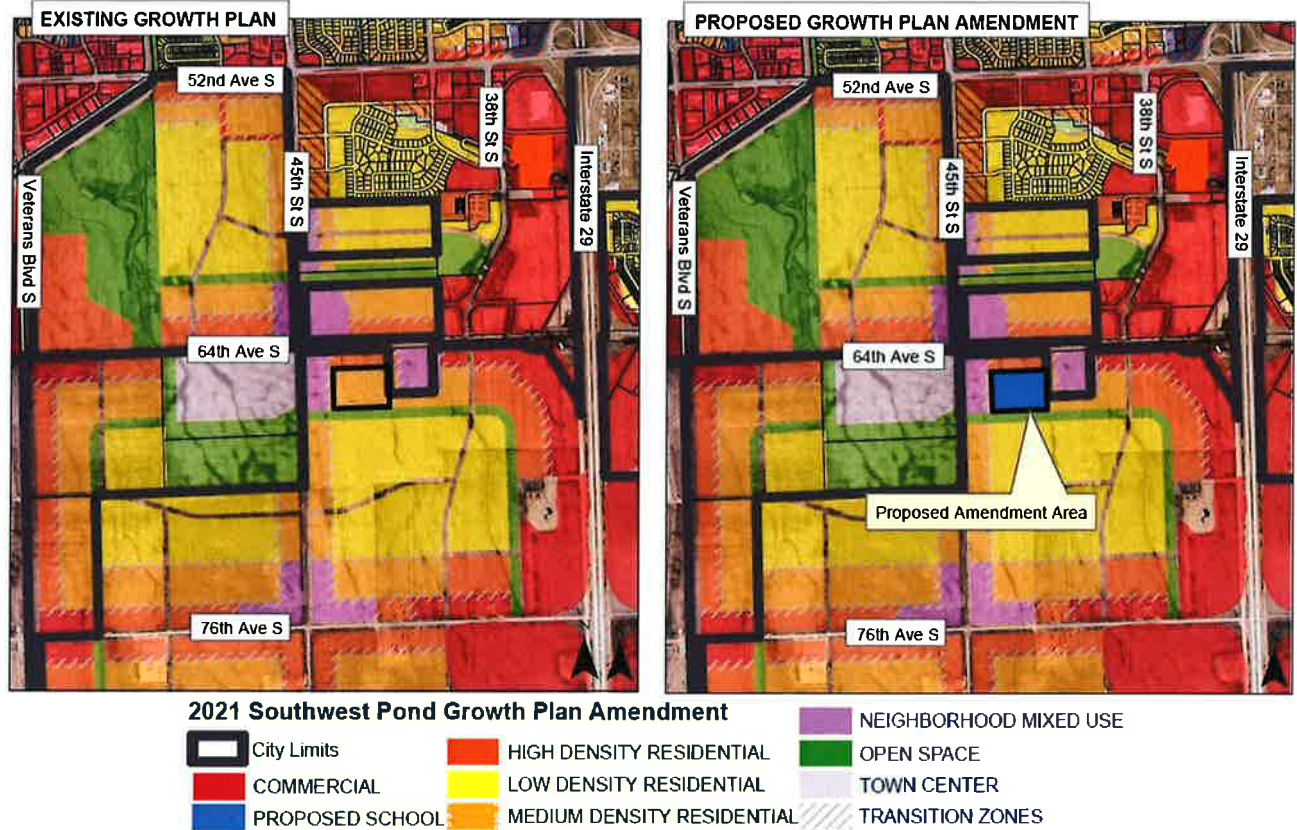 EXISTING GROWTH PLAN
52nd Ave S
38th St S
45th St S
Interstate 29
Veterans Blvd S
64th Ave S
76th Ave S
PROPOSED GROWTH PLAN AMENDMENT
52nd Ave S
38th St S
45th St S
Interstate 29
Veterans Blvd S
64th Ave S
Proposed Amendment Area
76th Ave S
2021 Southwest Pond Growth Plan Amendment
City Limits
COMMERCIAL
PROPOSED SCHOOL
HIGH DENSITY RESIDENTIAL
LOW DENSITY RESIDENTIAL
MEDIUM DENSITY RESIDENTIAL
NEIGHBORHOOD MIXED USE
OPEN SPACE
TOWN CENTER
TRANSITION ZONES